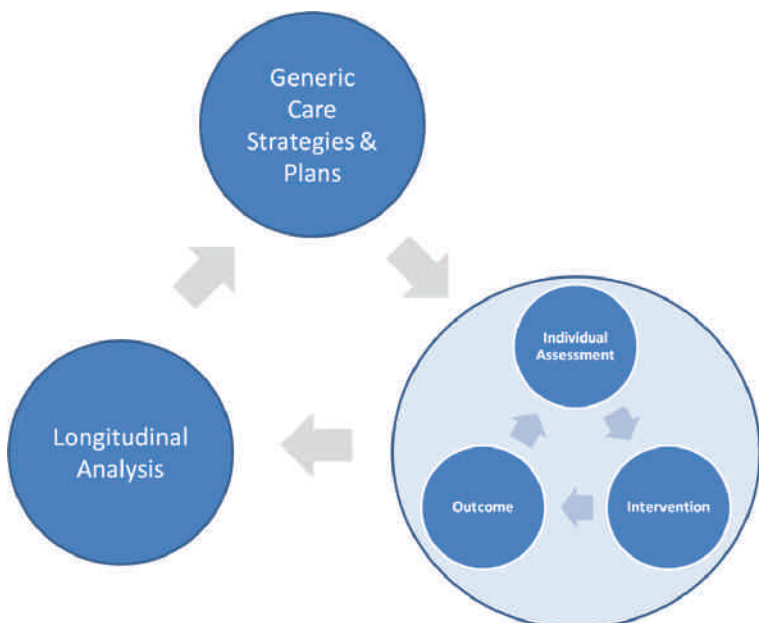 Generic
Care
Strategies &
Plans
Individual
Assessment
Longitudinal
Analysis
Outcome
Intervention